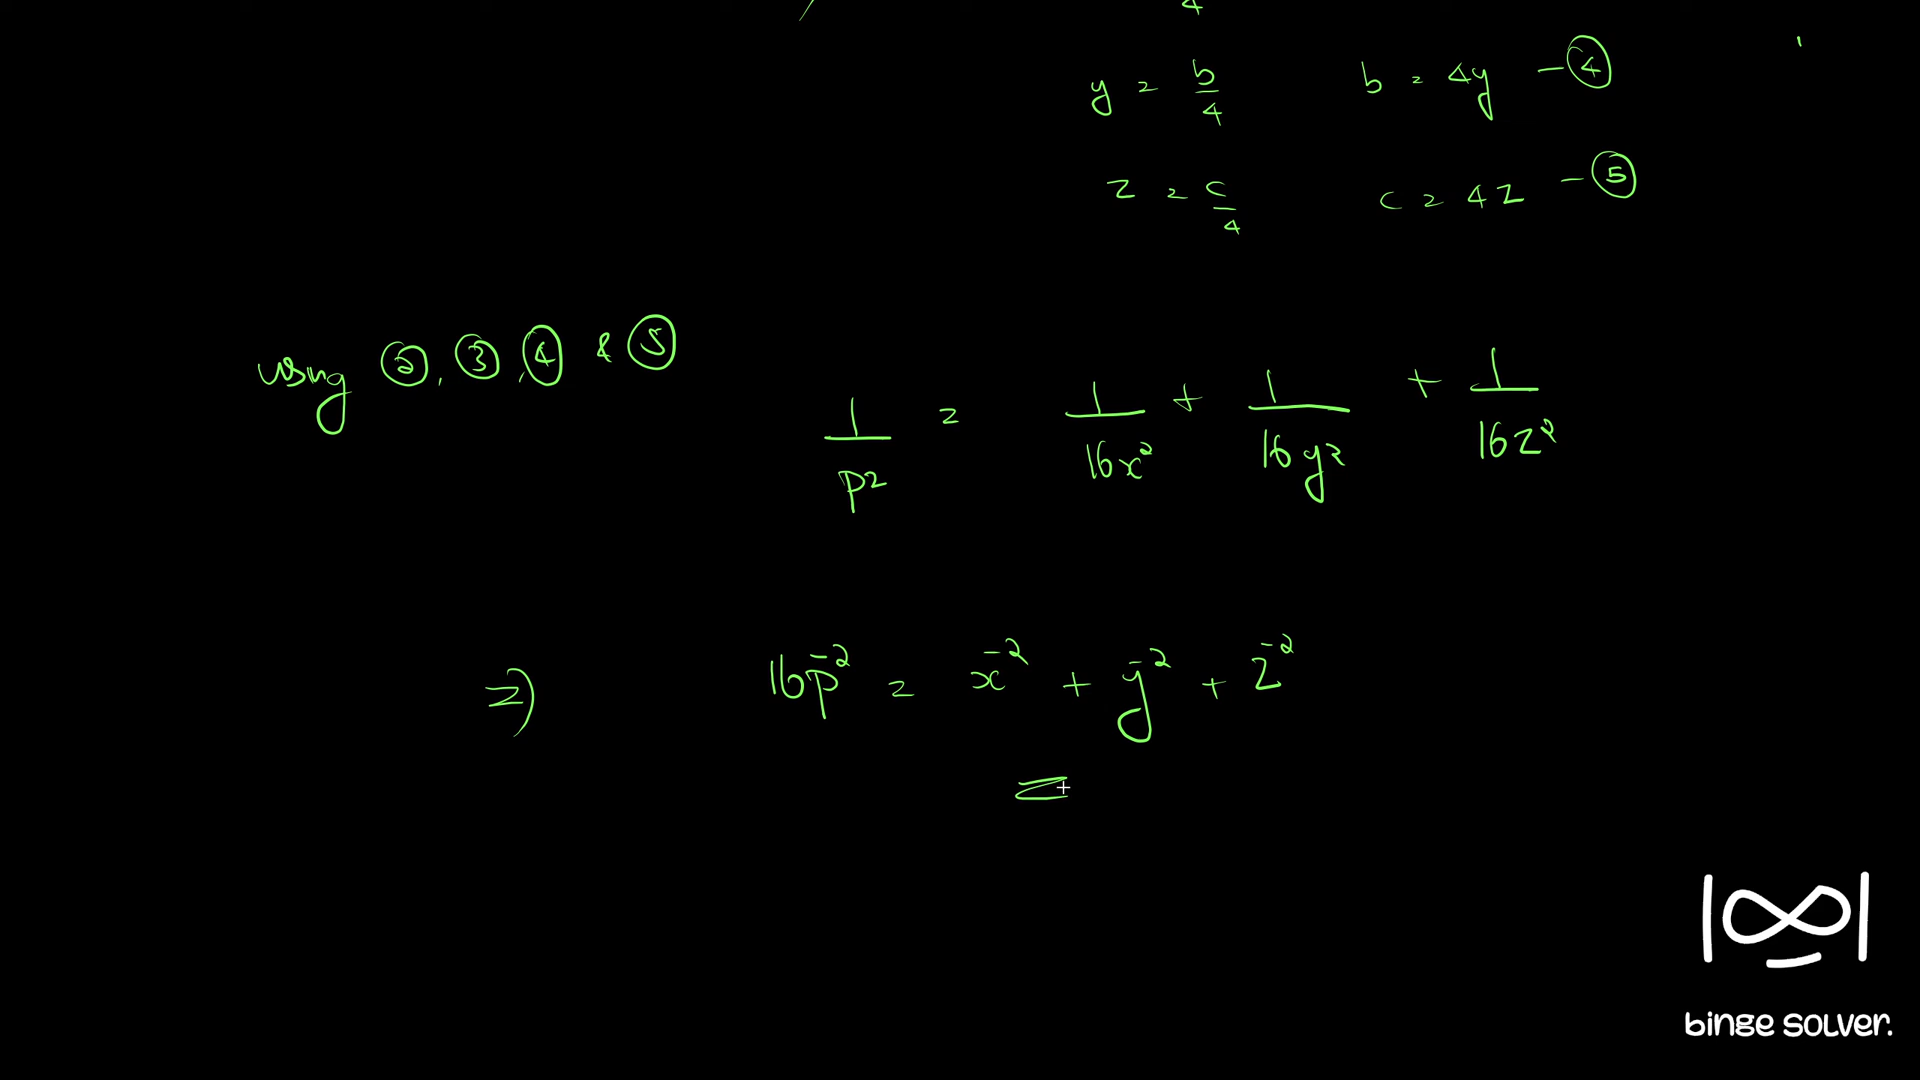 4
y = b/4    b = 4y - ④
z = c/4    c = 4z - ⑤
using ②, ③, ④ & ⑤
1/p² = 1/16x² + 1/16y² + 1/16z²
⇒ 16p⁻² = x⁻² + y⁻² + z⁻²
binge solver.